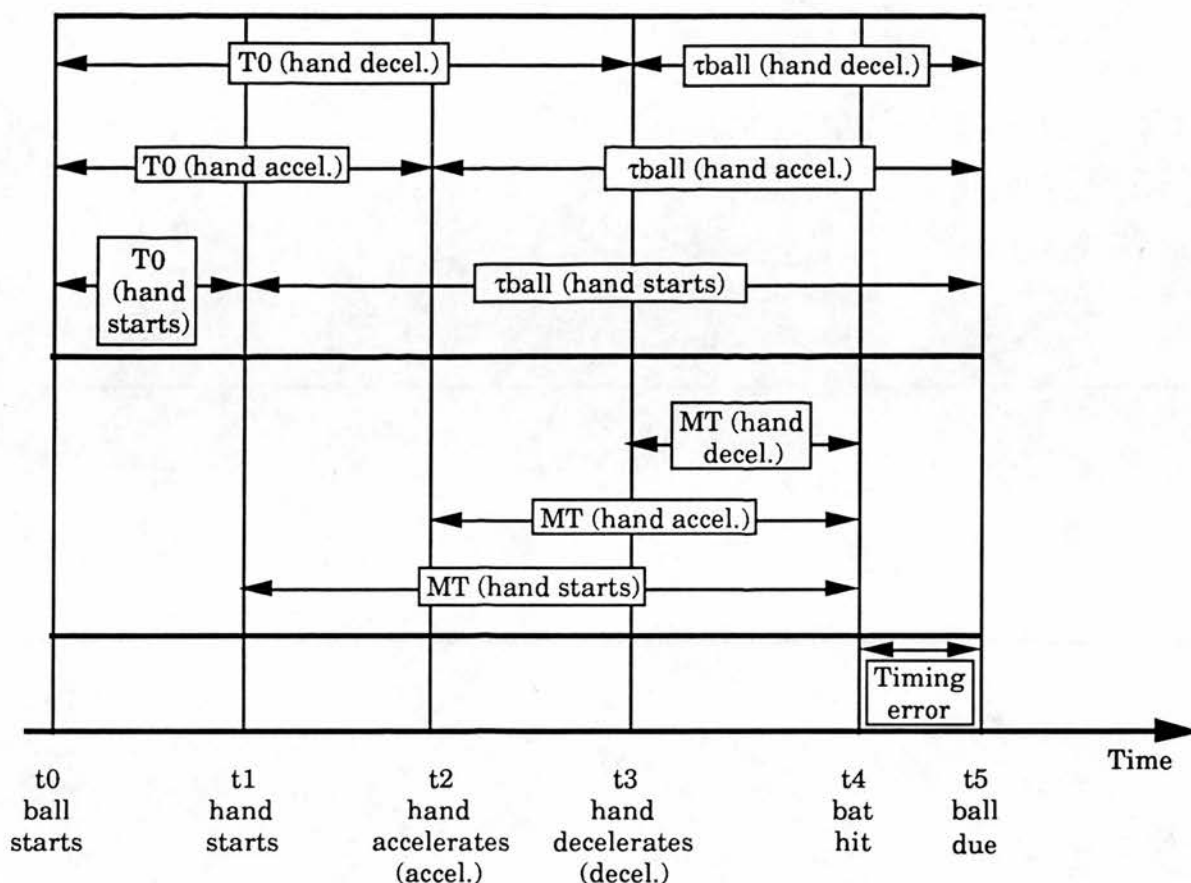 T0 (hand decel.)
τball (hand decel.)
T0 (hand accel.)
τball (hand accel.)
T0
(hand
starts)
τball (hand starts)
MT (hand
decel.)
MT (hand accel.)
MT (hand starts)
Timing
error
Time
t0
ball
starts
t1
hand
starts
t2
hand
accelerates
(accel.)
t3
hand
decelerates
(decel.)
t4
bat
hit
t5
ball
due